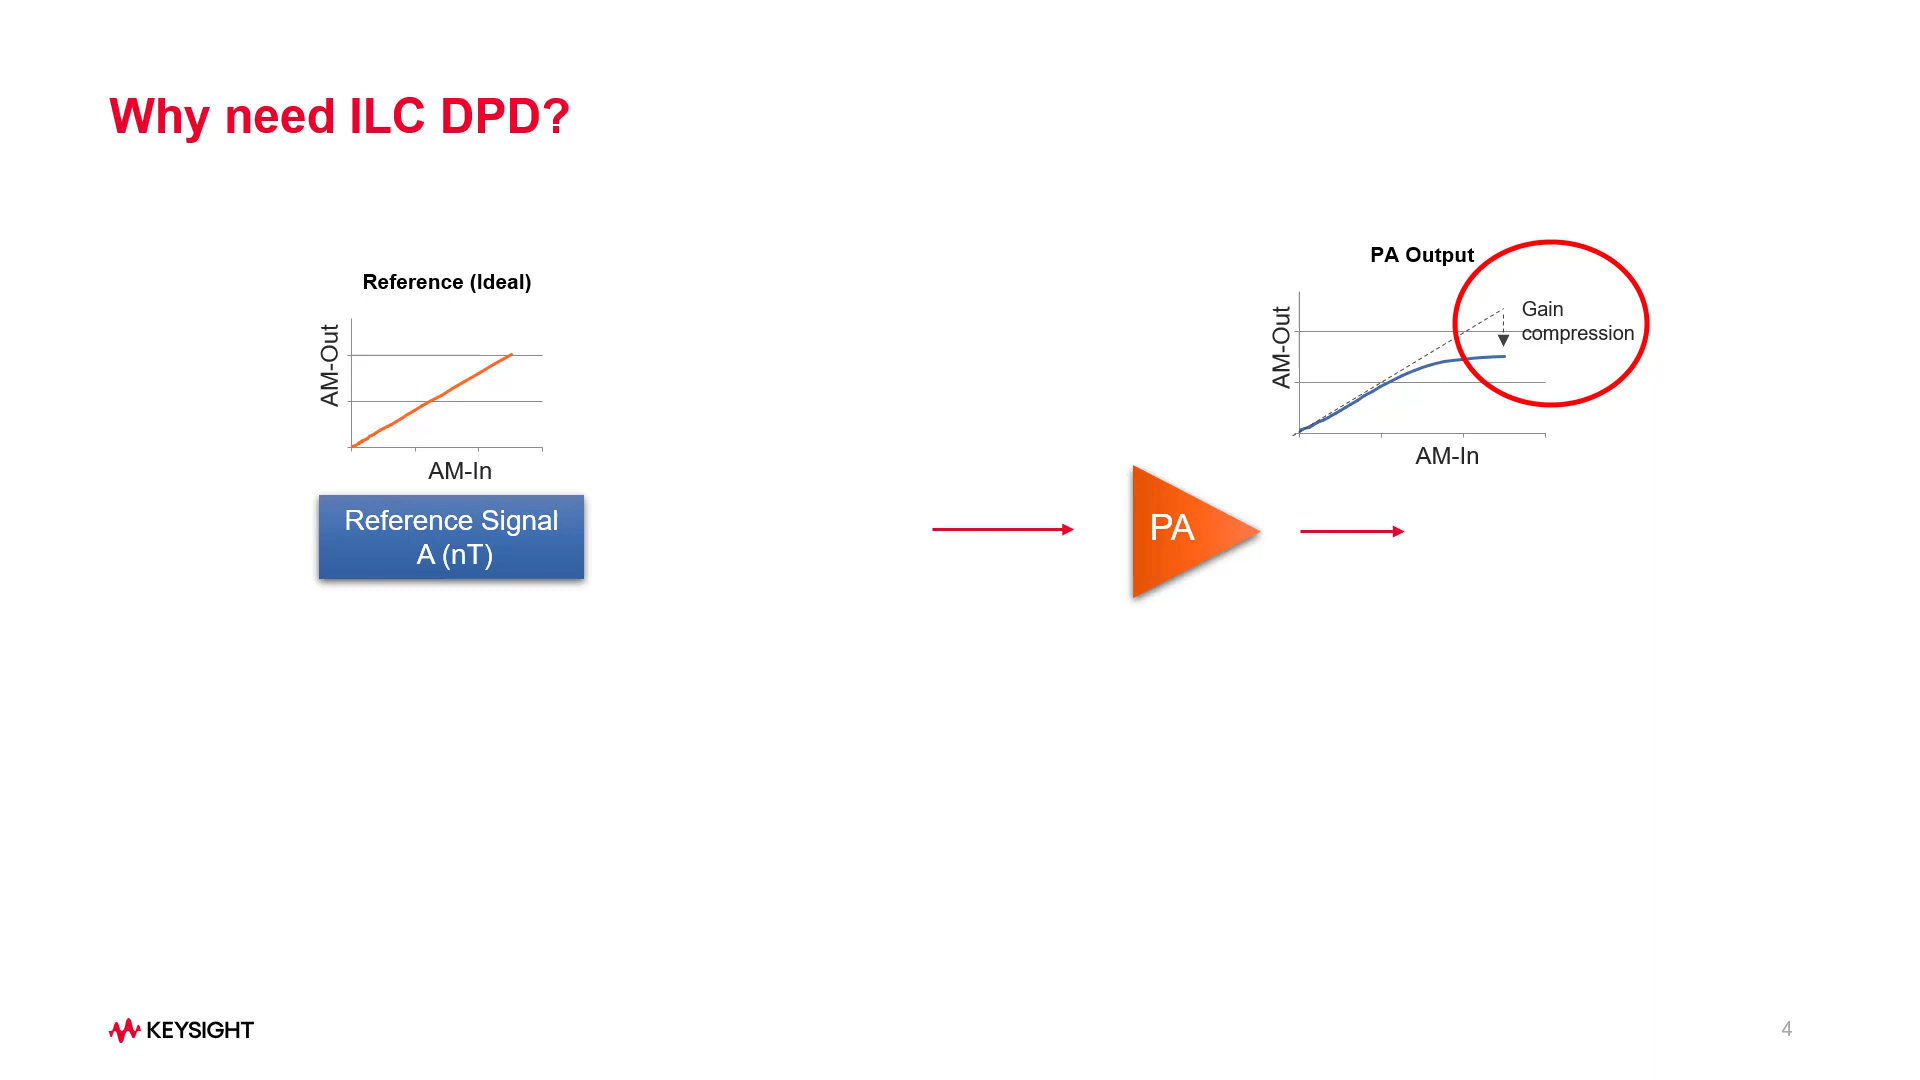 Why need ILC DPD?
Reference (Ideal)
AM-Out
AM-In
Reference Signal
A (nT)
PA Output
AM-Out
Gain
compression
AM-In
PA
KEYSIGHT
4